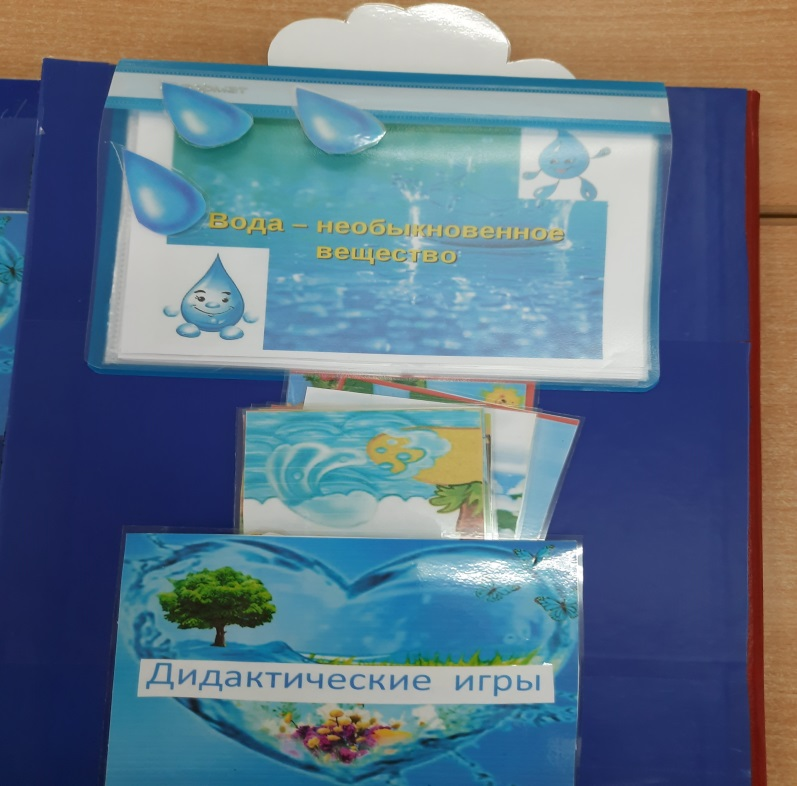 Вода – необыкновенное
вещество
Дидактические игры